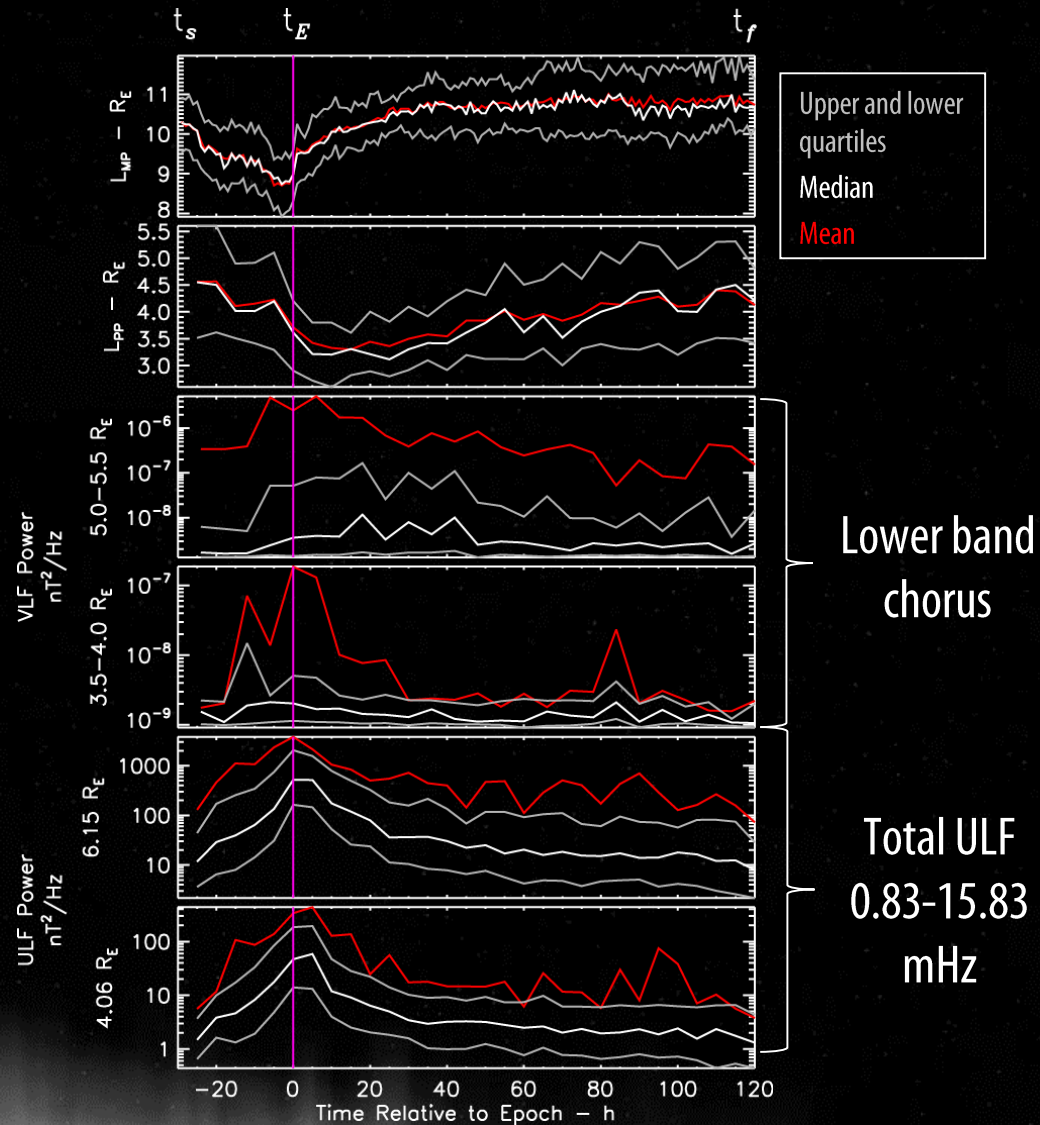 t_s t_E t_f
L_MP − R_E
11
10
9
8
Upper and lower
quartiles
Median
Mean
L_PP − R_E
5.5
5.0
4.5
4.0
3.5
3.0
VLF Power
nT²/Hz
5.0−5.5 R_E
10⁻⁶
10⁻⁷
10⁻⁸
3.5−4.0 R_E
10⁻⁷
10⁻⁸
10⁻⁹
Lower band
chorus
ULF Power
nT²/Hz
6.15 R_E
1000
100
10
4.06 R_E
100
10
1
Total ULF
0.83-15.83
mHz
−20 0 20 40 60 80 100 120
Time Relative to Epoch − h